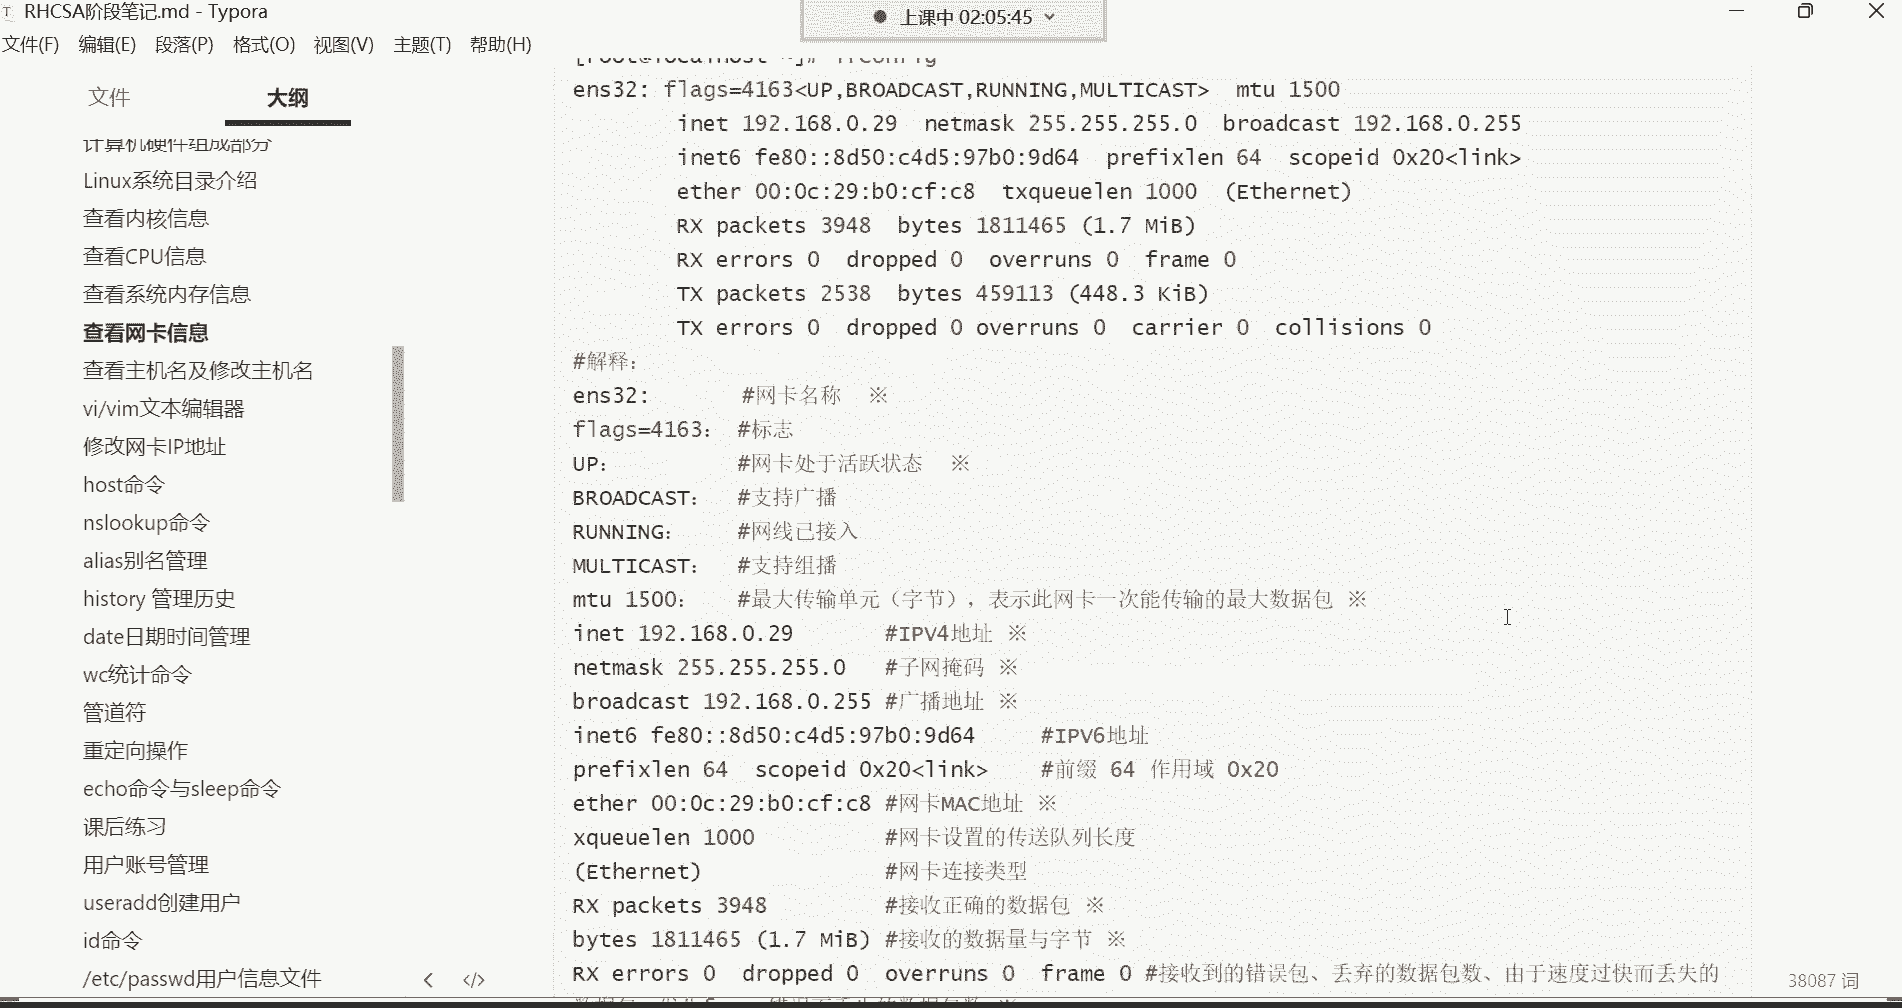 RHCSA阶段笔记.md - Typora
上课中 02:05:45
文件(F) 编辑(E) 段落(P) 格式(O) 视图(V) 主题(T) 帮助(H)
文件 大纲
计算机硬件组成部分
Linux系统目录介绍
查看内核信息
查看CPU信息
查看系统内存信息
查看网卡信息
查看主机名及修改主机名
vi/vim文本编辑器
修改网卡IP地址
host命令
nslookup命令
alias别名管理
history 管理历史
date日期时间管理
wc统计命令
管道符
重定向操作
echo命令与sleep命令
课后练习
用户账号管理
useradd创建用户
id命令
/etc/passwd用户信息文件
[root@localhost ~]# ifconfig
ens32: flags=4163<UP,BROADCAST,RUNNING,MULTICAST>  mtu 1500
inet 192.168.0.29  netmask 255.255.255.0  broadcast 192.168.0.255
inet6 fe80::8d50:c4d5:97b0:9d64  prefixlen 64  scopeid 0x20<link>
ether 00:0c:29:b0:cf:c8  txqueuelen 1000  (Ethernet)
RX packets 3948  bytes 1811465 (1.7 MiB)
RX errors 0  dropped 0  overruns 0  frame 0
TX packets 2538  bytes 459113 (448.3 KiB)
TX errors 0  dropped 0 overruns 0  carrier 0  collisions 0
#解释：
ens32: #网卡名称 ※
flags=4163： #标志
UP： #网卡处于活跃状态 ※
BROADCAST： #支持广播
RUNNING： #网线已接入
MULTICAST： #支持组播
mtu 1500： #最大传输单元（字节），表示此网卡一次能传输的最大数据包 ※
inet 192.168.0.29 #IPV4地址 ※
netmask 255.255.255.0 #子网掩码 ※
broadcast 192.168.0.255 #广播地址 ※
inet6 fe80::8d50:c4d5:97b0:9d64 #IPV6地址
prefixlen 64  scopeid 0x20<link> #前缀 64 作用域 0x20
ether 00:0c:29:b0:cf:c8 #网卡MAC地址 ※
xqueuelen 1000 #网卡设置的传送队列长度
(Ethernet) #网卡连接类型
RX packets 3948 #接收正确的数据包 ※
bytes 1811465 (1.7 MiB) #接收的数据量与字节 ※
RX errors 0  dropped 0  overruns 0  frame 0 #接收到的错误包、丢弃的数据包数、由于速度过快而丢失的
38087 词